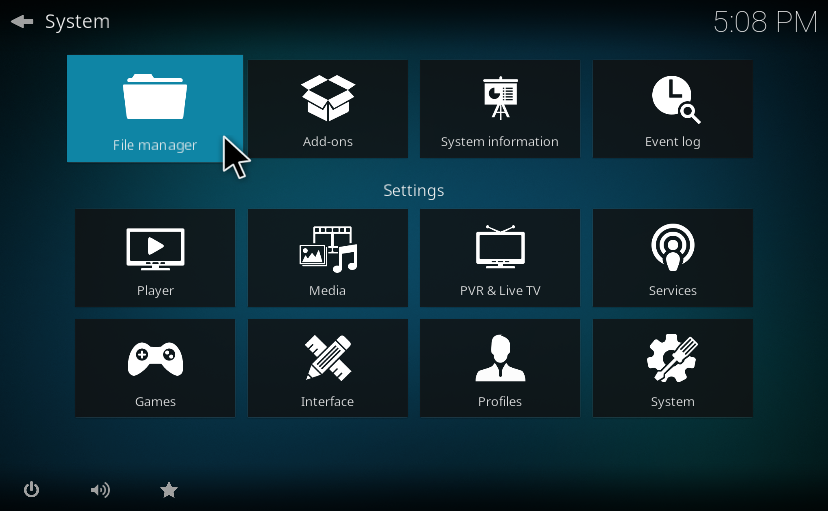 System
5:08 PM
File manager
Add-ons
System information
Event log
Settings
Player
Media
PVR & Live TV
Services
Games
Interface
Profiles
System